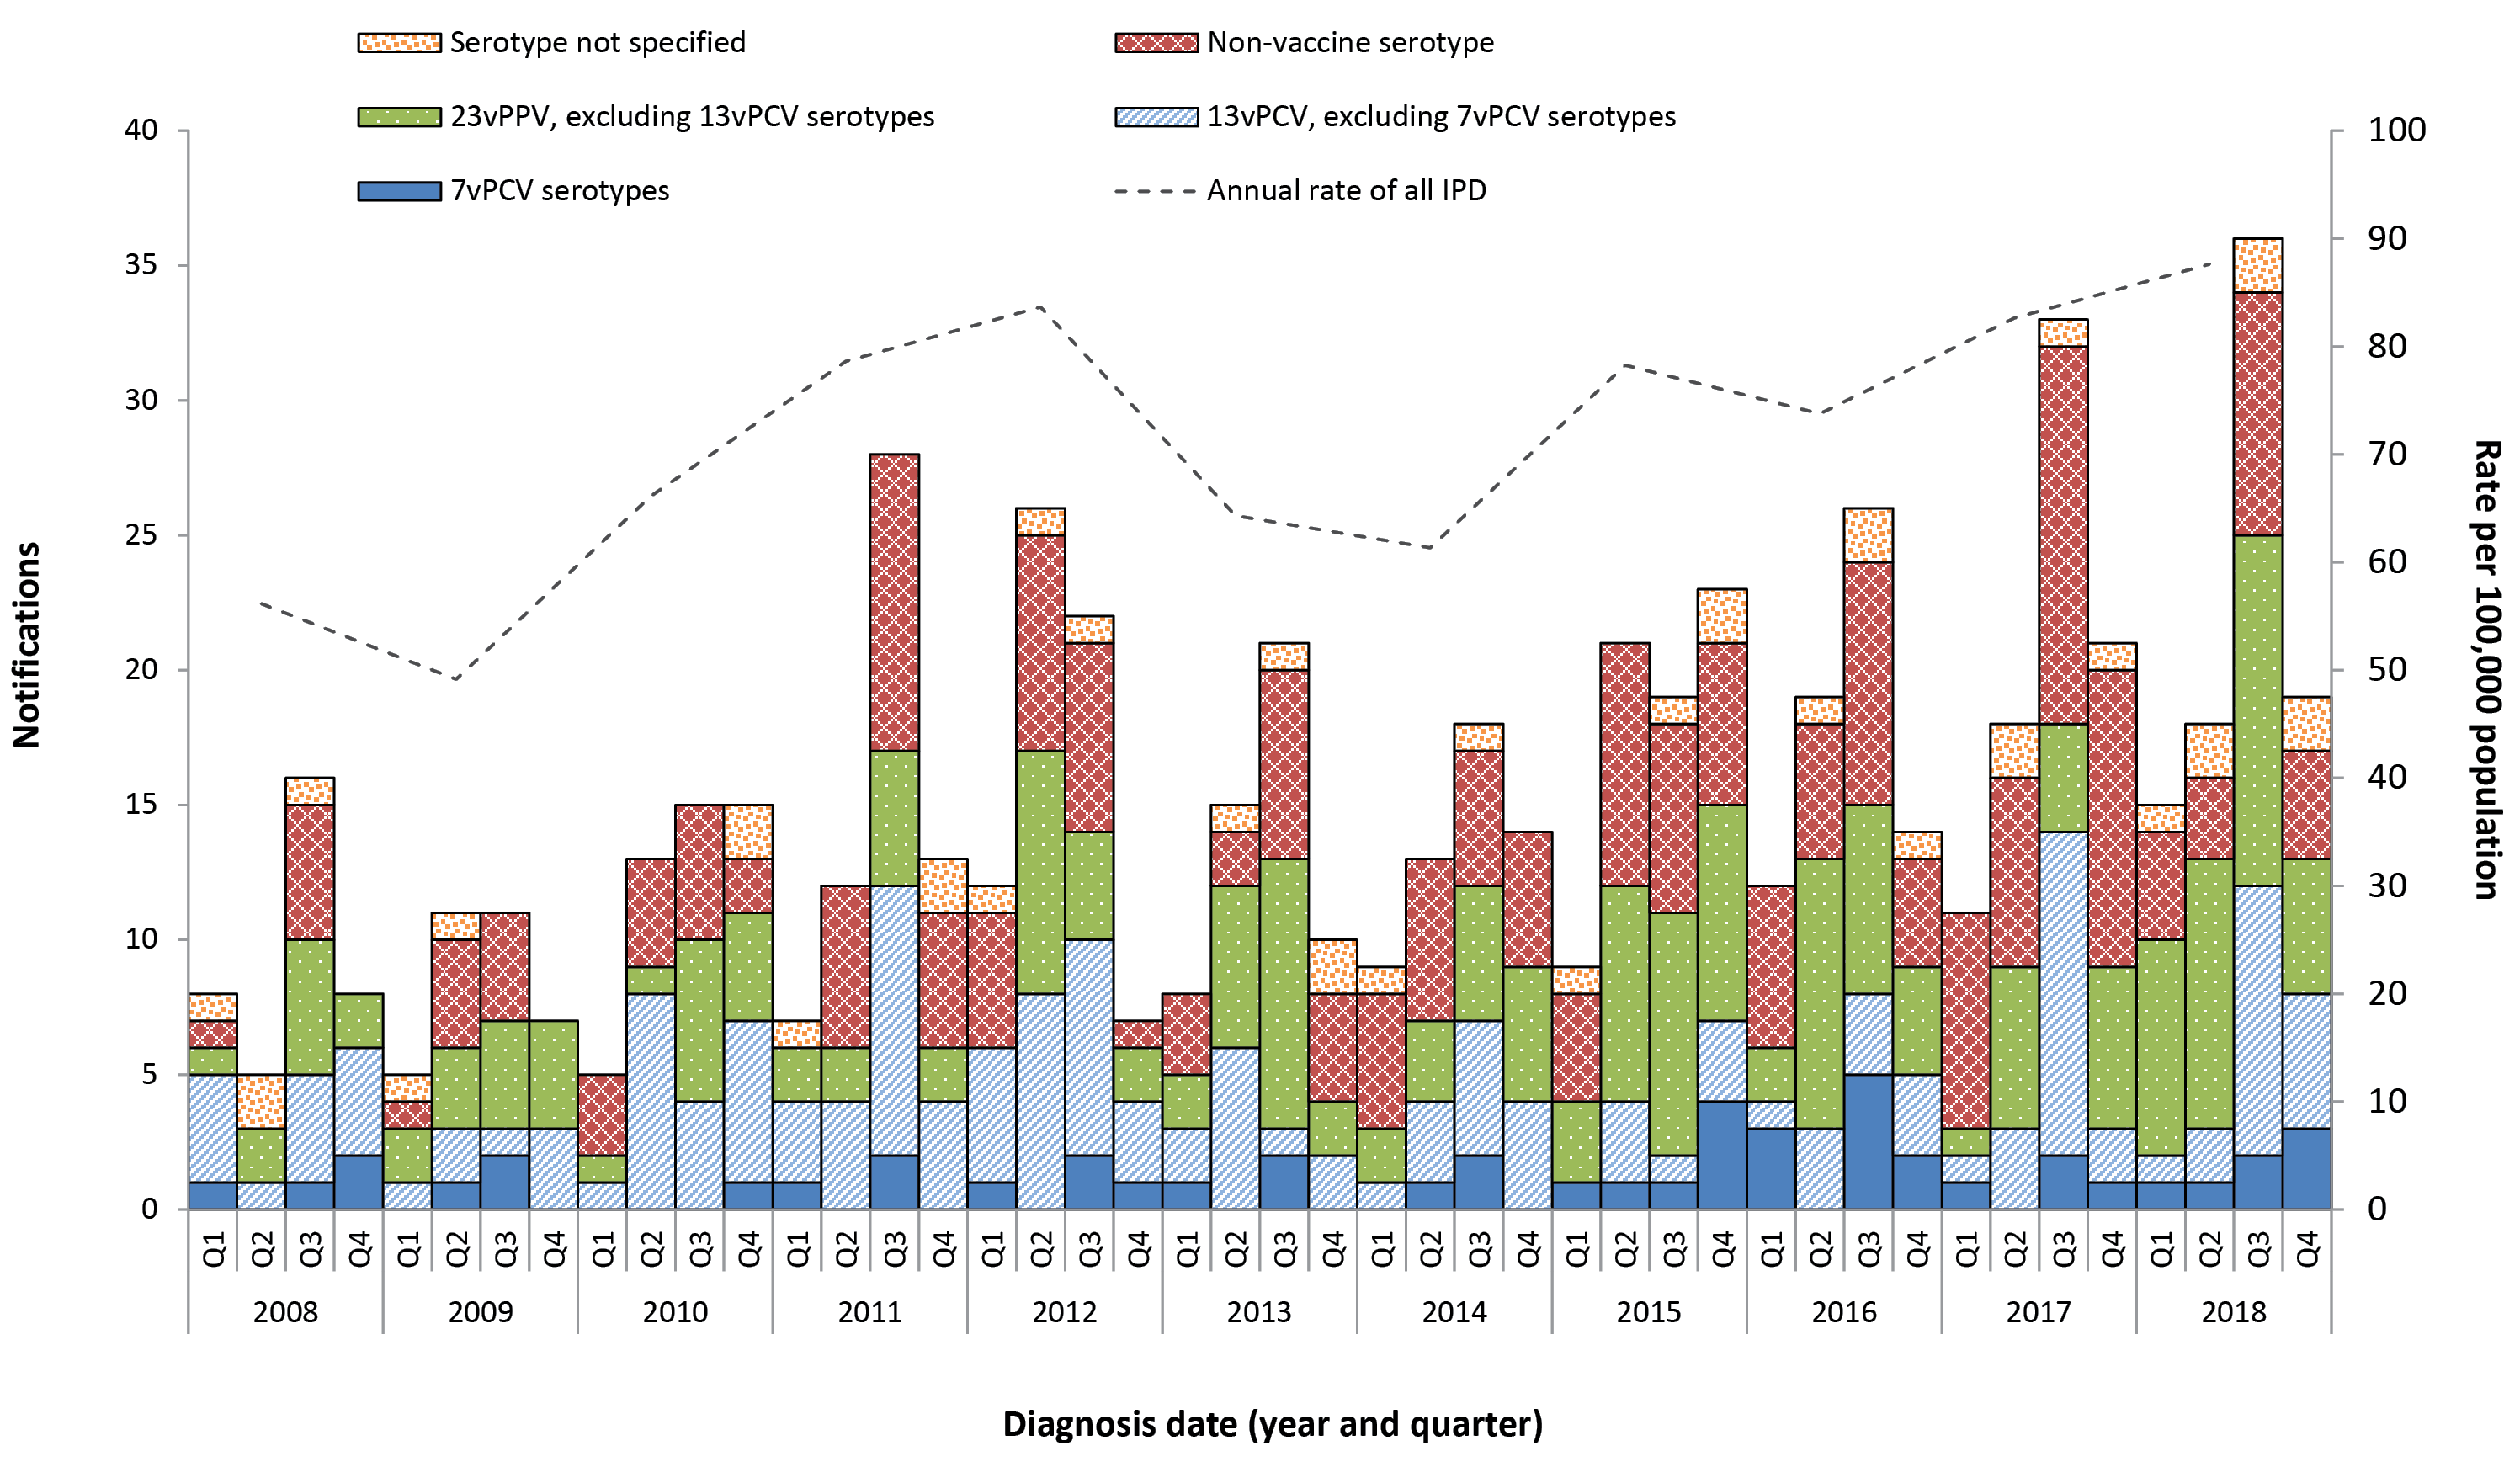 Serotype not specified
Non-vaccine serotype
23vPPV, excluding 13vPCV serotypes
13vPCV, excluding 7vPCV serotypes
7vPCV serotypes
Annual rate of all IPD
Notifications
40
35
30
25
20
15
10
5
0
100
90
80
70
60
50
40
30
20
10
0
Rate per 100,000 population
Q1 Q2 Q3 Q4 Q1 Q2 Q3 Q4 Q1 Q2 Q3 Q4 Q1 Q2 Q3 Q4 Q1 Q2 Q3 Q4 Q1 Q2 Q3 Q4 Q1 Q2 Q3 Q4 Q1 Q2 Q3 Q4 Q1 Q2 Q3 Q4 Q1 Q2 Q3 Q4 Q1 Q2 Q3 Q4
2008 2009 2010 2011 2012 2013 2014 2015 2016 2017 2018
Diagnosis date (year and quarter)